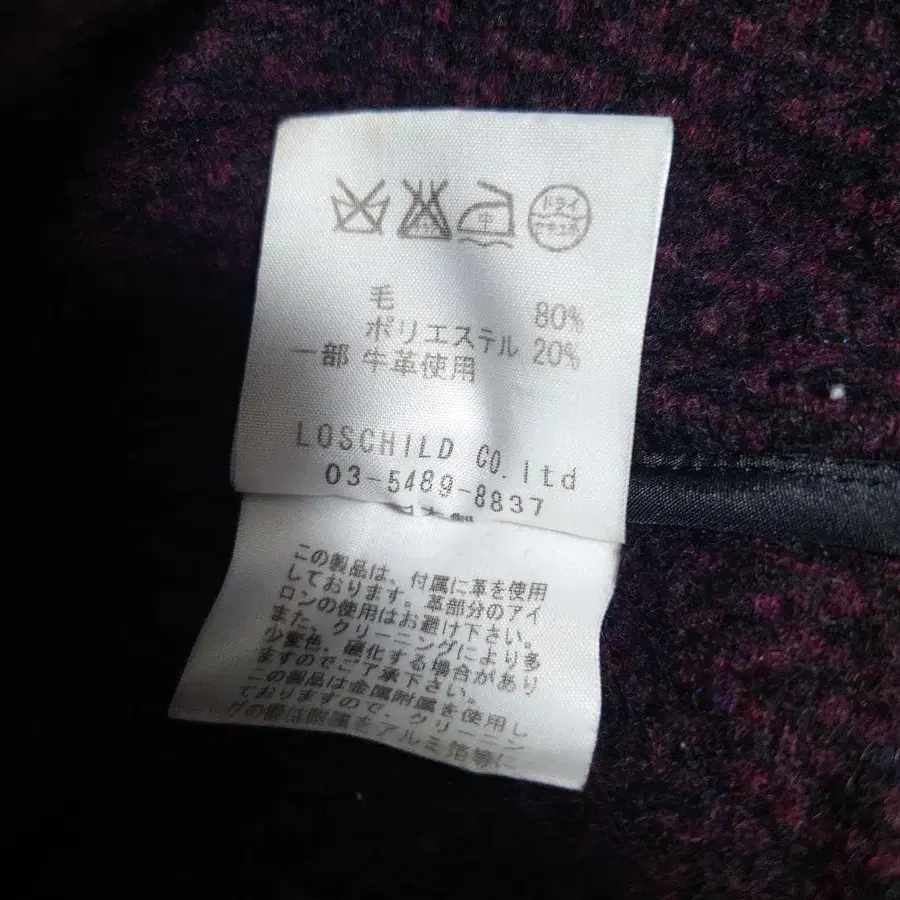 中 ドライ
毛 80%
ポリエステル 20%
一部 牛革使用
LOSCHILD CO.ltd
03-5489-8837
この製品は、付属に革を使用
しております。革部分のアイ
ロンの使用はお避け下さい。
また、クリーニングにより多
少変色、硬化する場合があり
ますのでご了承下さい。
この製品は金属附属を使用し
ておりますので、クリーニン
グの際は附属をアルミ箔等に